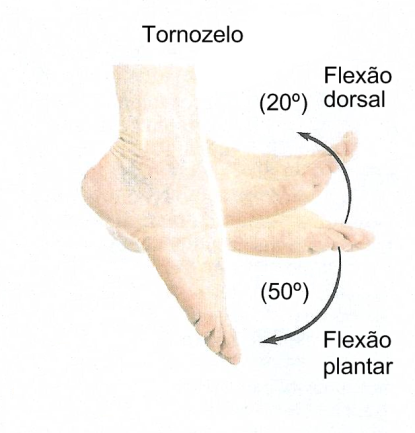 Tornozelo
Flexão
dorsal
(20º)
(50º)
Flexão
plantar